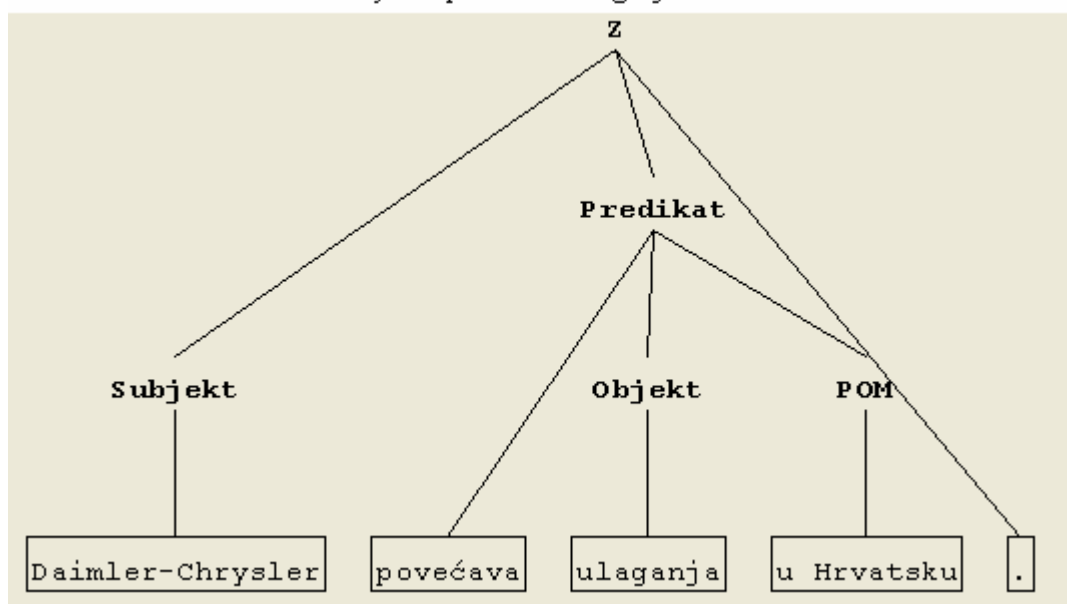 Z
Predikat
Subjekt Objekt POM
Daimler-Chrysler povećava ulaganja u Hrvatsku .